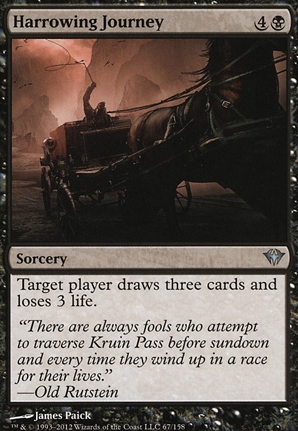 Harrowing Journey 4
Sorcery
Target player draws three cards and
loses 3 life.
“There are always fools who attempt
to traverse Kruin Pass before sundown
and every time they wind up in a race
for their lives.”
—Old Rutstein
James Paick
™ & © 1993–2012 Wizards of the Coast LLC 67/158